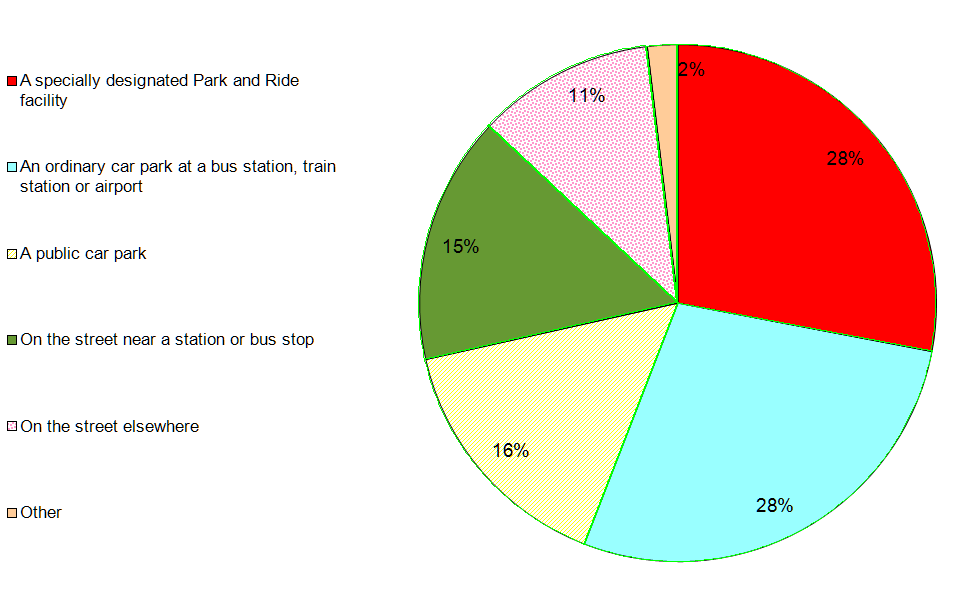 A specially designated Park and Ride
facility
An ordinary car park at a bus station, train
station or airport
A public car park
On the street near a station or bus stop
On the street elsewhere
Other
2%
11%
28%
15%
16%
28%